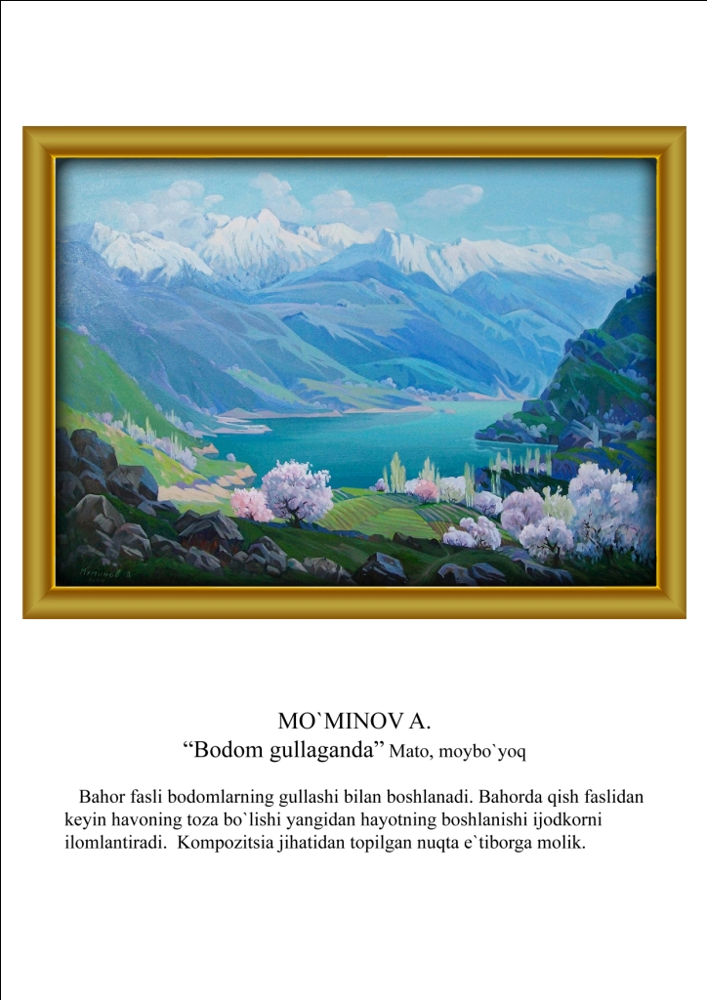 Моминов А
MO`MINOV A.
“Bodom gullaganda” Mato, moybo`yoq
Bahor fasli bodomlarning gullashi bilan boshlanadi. Bahorda qish faslidan
keyin havoning toza bo`lishi yangidan hayotning boshlanishi ijodkorni
ilomlantiradi.  Kompozitsia jihatidan topilgan nuqta e`tiborga molik.